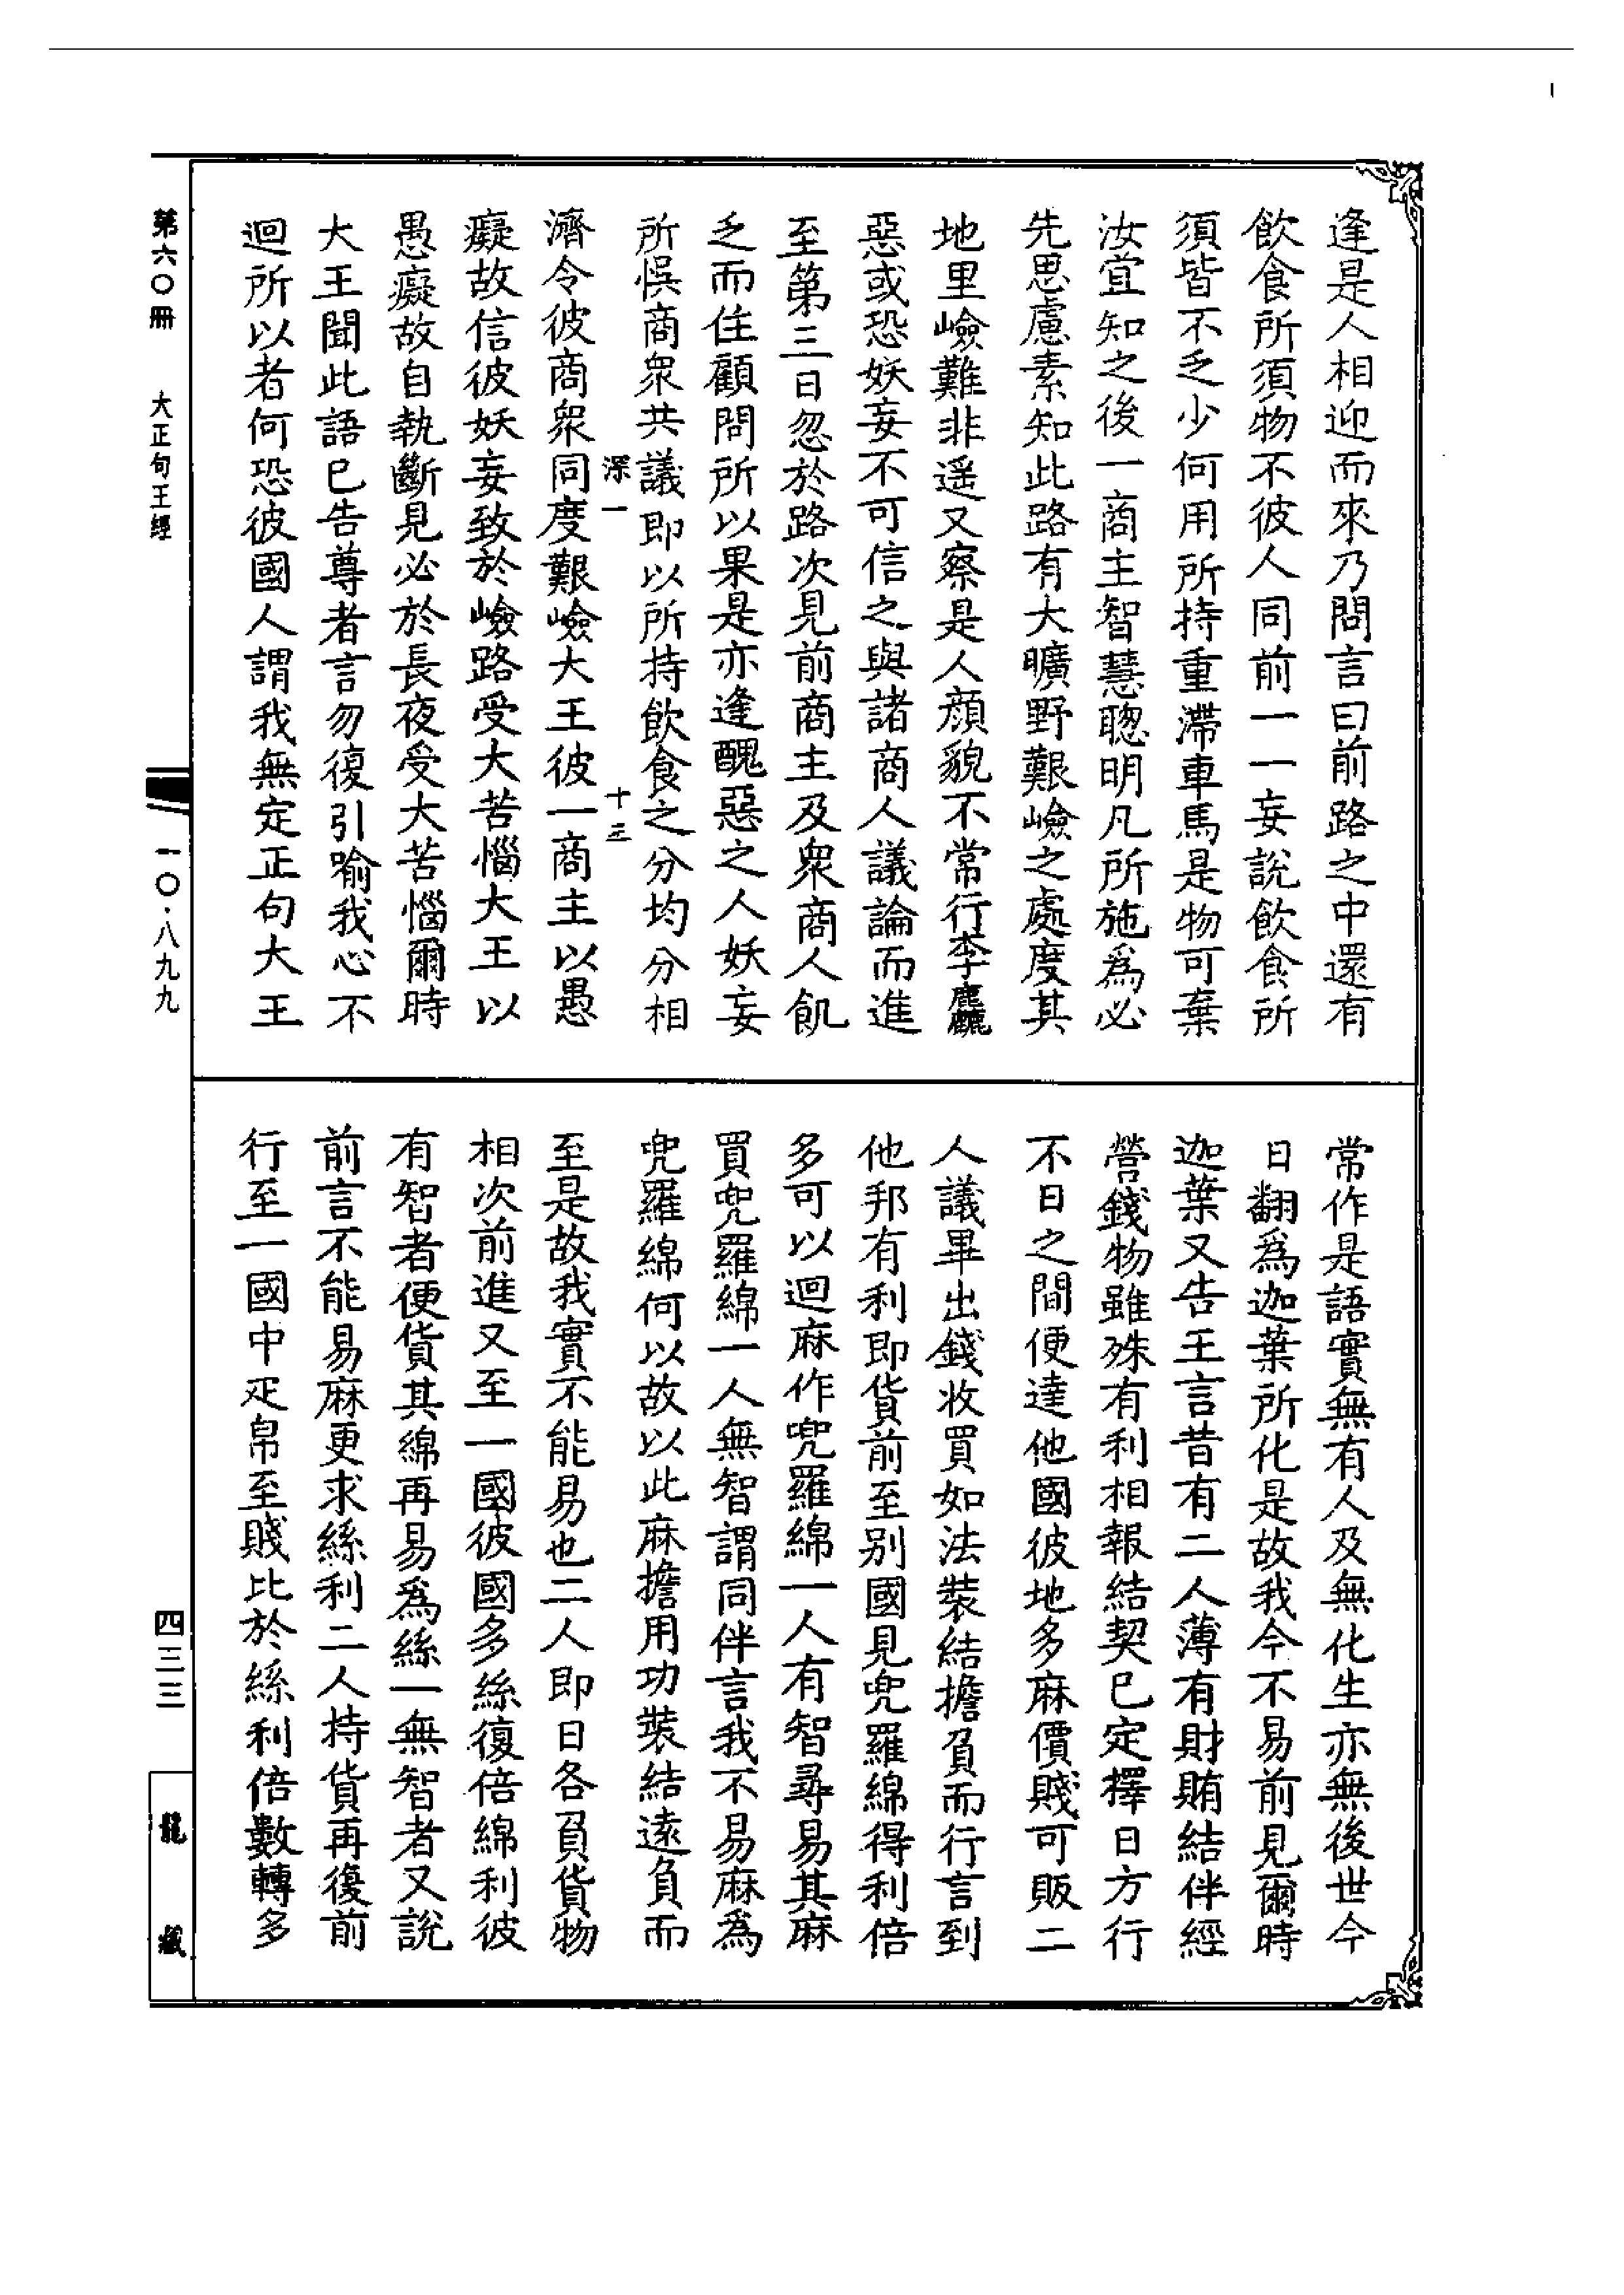 逢是人相迎而來乃問言曰前路之中還有
飲食所須物不彼人同前一一妄說飲食所
須皆不乏少何用所持重滯車馬是物可棄
汝宜知之後一商主智慧聰明凡所施爲必
先思慮素知此路有大曠野艱嶮之處度其
地里嶮難非遥又察是人顔貌不常行李麤
惡或恐妖妄不可信之與諸商人議論而進
至第三日忽於路次見前商主及衆商人飢
乏而住顧問所以果是亦逢醜惡之人妖妄
所悞商衆共議即以所持飲食之分均分相
深一 十三
濟令彼商衆同度艱嶮大王彼一商主以愚
癡故信彼妖妄致於嶮路受大苦惱大王以
愚癡故自執斷見必於長夜受大苦惱爾時
大王聞此語已告尊者言勿復引喻我心不
迴所以者何恐彼國人謂我無定正句大王
常作是語實無有人及無化生亦無後世今
日翻爲迦葉所化是故我今不易前見爾時
迦葉又告王言昔有二人薄有財賄結伴經
營錢物雖殊有利相報結契已定擇日方行
不日之間便達他國彼地多麻價賤可販二
人議畢出錢收買如法裝結擔負而行言到
他邦有利即貨前至别國見兜羅綿得利倍
多可以迴麻作兜羅綿一人有智尋易其麻
買兜羅綿一人無智謂同伴言我不易麻爲
兜羅綿何以故以此麻擔用功裝結遠負而
至是故我實不能易也二人即日各負貨物
相次前進又至一國彼國多絲復倍綿利彼
有智者便貨其綿再易爲絲一無智者又說
前言不能易麻更求絲利二人持貨再復前
行至一國中疋帛至賤比於絲利倍數轉多
第六〇冊 大正句王經 一〇·八九九 四三三 龍藏